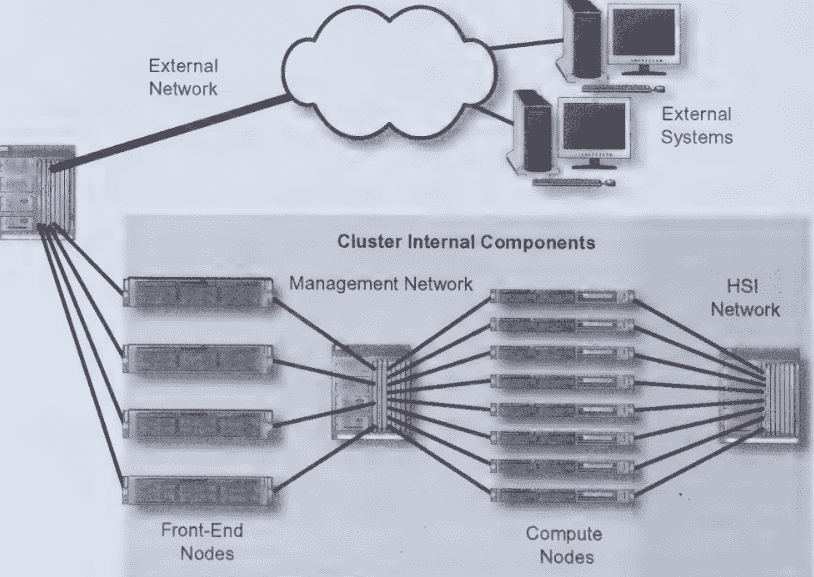 External
Network
External
Systems
Cluster Internal Components
Management Network
HSI
Network
Front-End
Nodes
Compute
Nodes